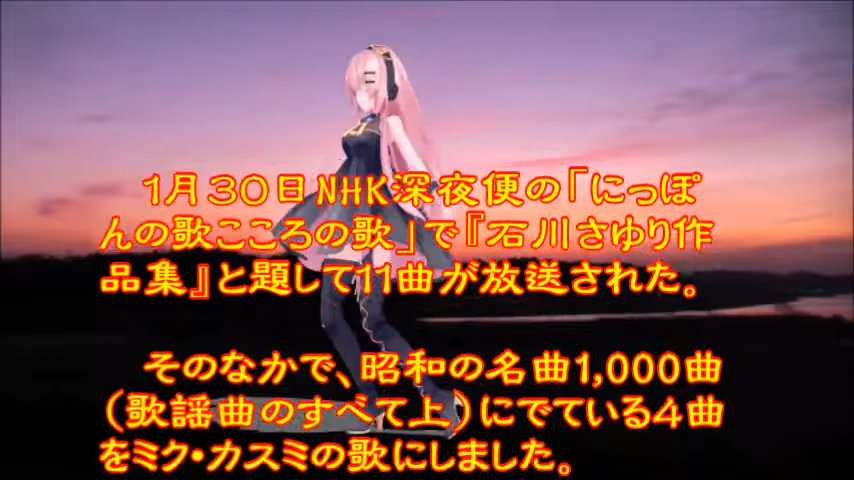 1月30日NHK深夜便の「にっぽ
んの歌こころの歌」で『石川さゆり作
品集』と題して11曲が放送された。
そのなかで、昭和の名曲1,000曲
（歌謡曲のすべて上）にでている4曲
をミク・カスミの歌にしました。